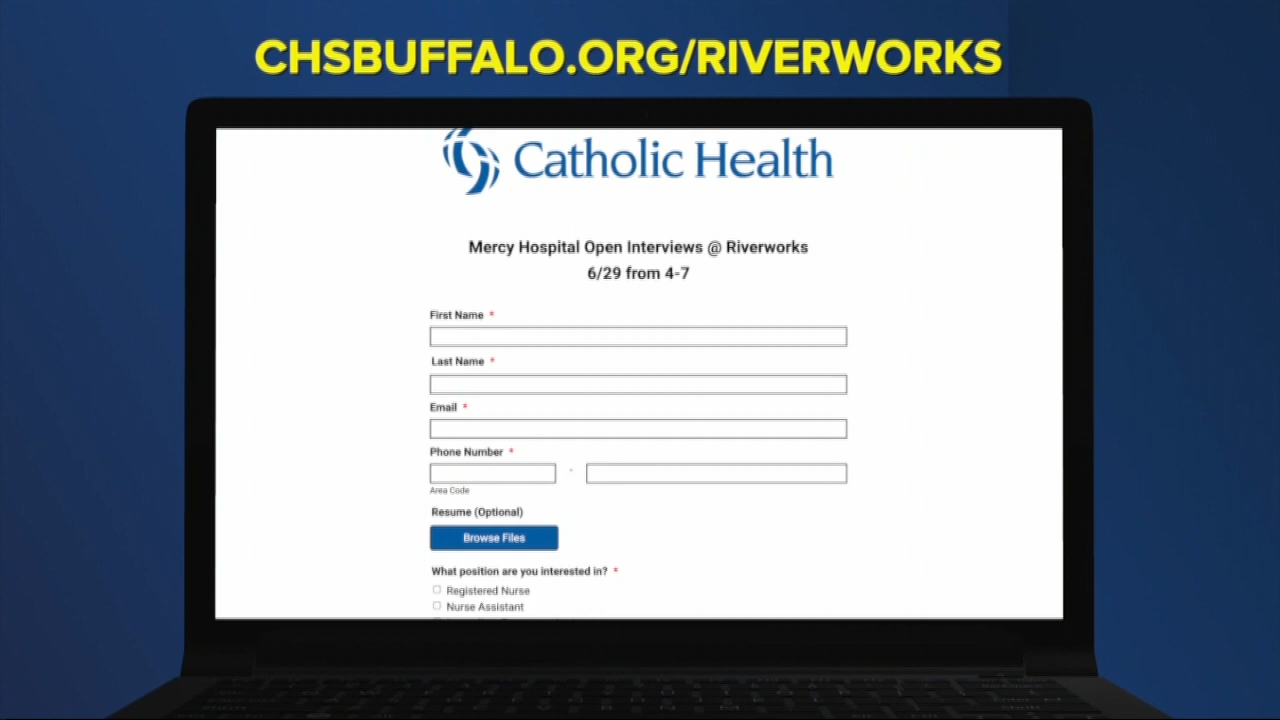 CHSBUFFALO.ORG/RIVERWORKS
Catholic Health
Mercy Hospital Open Interviews @ Riverworks
6/29 from 4-7
First Name *
Last Name *
Email *
Phone Number *
-
Area Code
Resume (Optional)
Browse Files
What position are you interested in? *
Registered Nurse
Nurse Assistant